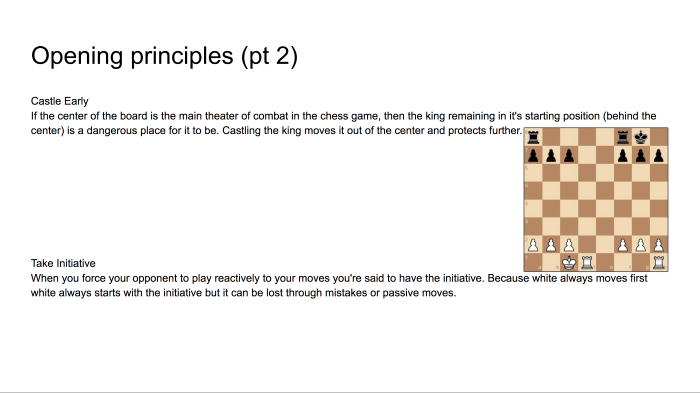 Opening principles (pt 2)
Castle Early
If the center of the board is the main theater of combat in the chess game, then the king remaining in it's starting position (behind the
center) is a dangerous place for it to be. Castling the king moves it out of the center and protects further.
Take Initiative
When you force your opponent to play reactively to your moves you're said to have the initiative. Because white always moves first
white always starts with the initiative but it can be lost through mistakes or passive moves.